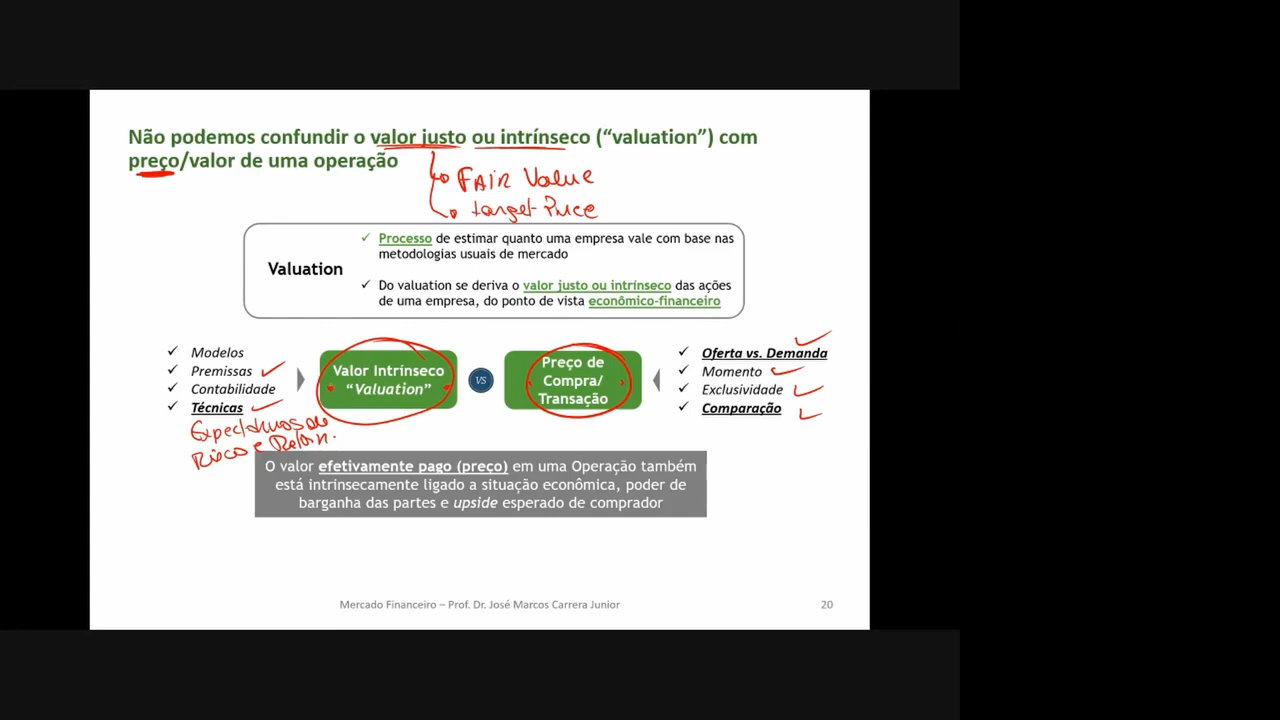 Não podemos confundir o valor justo ou intrínseco (“valuation”) com
preço/valor de uma operação
FAIR Value
target Price
Valuation
Processo de estimar quanto uma empresa vale com base nas
metodologias usuais de mercado
Do valuation se deriva o valor justo ou intrínseco das ações
de uma empresa, do ponto de vista econômico-financeiro
Modelos
Premissas
Contabilidade
Técnicas
Expectativas de
Risco e Retorn.
Valor Intrínseco
“Valuation”
VS
Preço de
Compra/
Transação
Oferta vs. Demanda
Momento
Exclusividade
Comparação
O valor efetivamente pago (preço) em uma Operação também
está intrinsecamente ligado a situação econômica, poder de
barganha das partes e upside esperado de comprador
Mercado Financeiro – Prof. Dr. José Marcos Carrera Junior
20